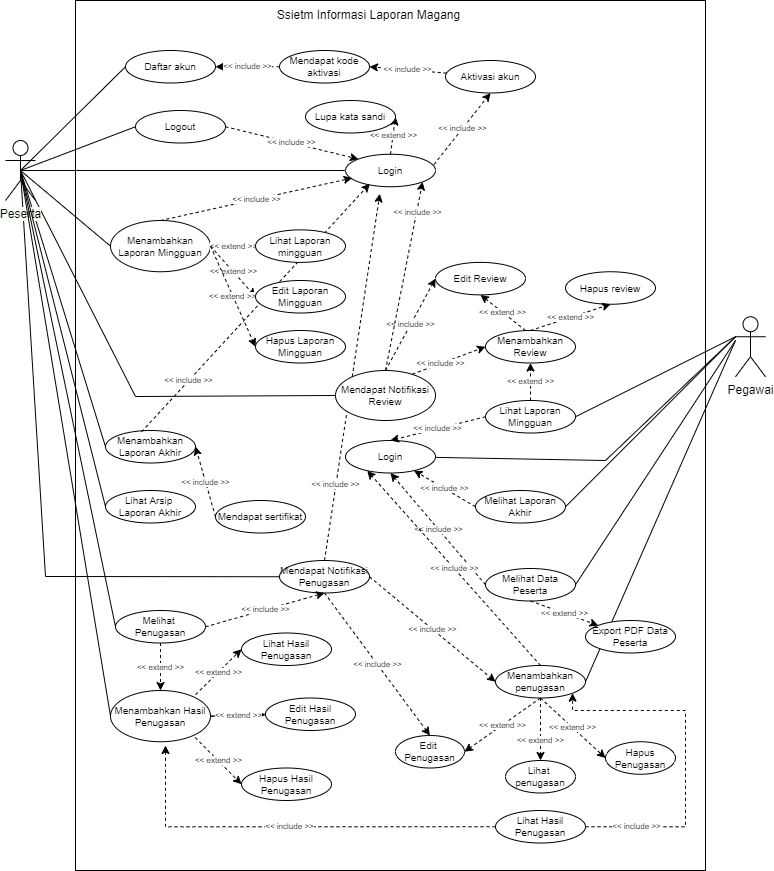 Ssietm Informasi Laporan Magang
Daftar akun
<< include >>
Mendapat kode
aktivasi
<< include >>
Aktivasi akun
Logout
<< include >>
Lupa kata sandi
<< extend >>
<< include >>
Login
Peserta
<< include >>
<< include >>
Menambahkan
Laporan Mingguan
<< extend >>
Lihat Laporan
mingguan
<< extend >>
<< extend >>
Edit Laporan
Mingguan
Hapus Laporan
Mingguan
Edit Review
Hapus review
<< extend >>
<< extend >>
<< include >>
Menambahkan
Review
<< include >>
<< include >>
<< extend >>
Mendapat Notifikasi
Review
Pegawai
Lihat Laporan
Mingguan
<< include >>
Menambahkan
Laporan Akhir
Login
<< include >>
<< include >>
<< include >>
Lihat Arsip
Laporan Akhir
Mendapat sertifikat
Melihat Laporan
Akhir
<< include >>
<< include >>
Mendapat Notifikasi
Penugasan
Melihat Data
Peserta
<< extend >>
<< include >>
Melihat
Penugasan
<< include >>
Export PDF Data
Peserta
Lihat Hasil
Penugasan
<< extend >>
<< extend >>
<< include >>
Menambahkan
penugasan
Menambahkan Hasil
Penugasan
<< extend >>
Edit Hasil
Penugasan
<< extend >>
<< extend >>
<< extend >>
Edit
Penugasan
Hapus
Penugasan
<< extend >>
Hapus Hasil
Penugasan
Lihat
penugasan
<< include >>
Lihat Hasil
Penugasan
<< include >>